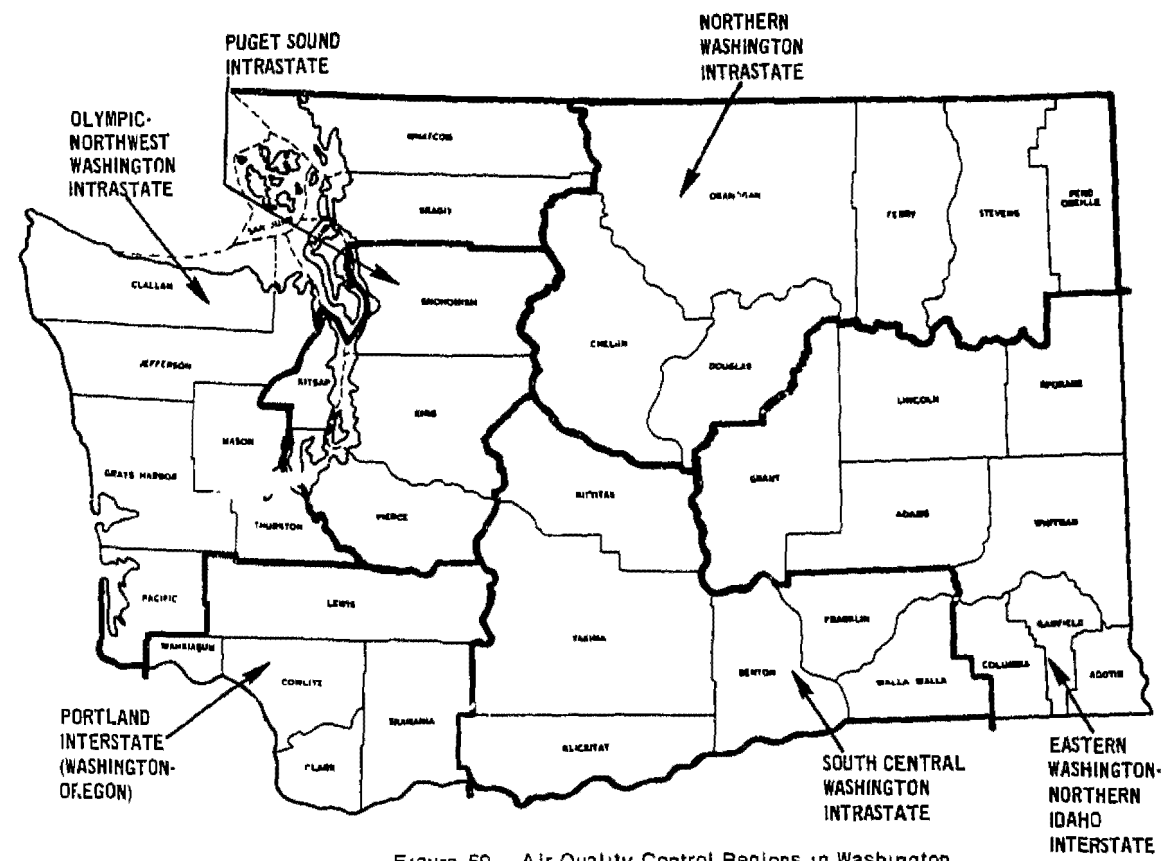 PUGET SOUND
INTRASTATE
NORTHERN
WASHINGTON
INTRASTATE
OLYMPIC-
NORTHWEST
WASHINGTON
INTRASTATE
WHATCOM
SKAGIT
SAN JUAN
OKANOGAN
FERRY
STEVENS
PEND
OREILLE
CLALLAM
SNOHOMISH
CHELAN
DOUGLAS
JEFFERSON
KITSAP
KING
LINCOLN
SPOKANE
MASON
GRAYS HARBOR
GRANT
KITTITAS
ADAMS
WHITMAN
THURSTON
PIERCE
PACIFIC
LEWIS
YAKIMA
FRANKLIN
GARFIELD
WAHKIAKUM
COWLITZ
SKAMANIA
BENTON
WALLA WALLA
COLUMBIA
ASOTIN
KLICKITAT
CLARK
PORTLAND
INTERSTATE
(WASHINGTON-
OREGON)
SOUTH CENTRAL
WASHINGTON
INTRASTATE
EASTERN
WASHINGTON-
NORTHERN
IDAHO
INTERSTATE
Air Quality Control Regions in Washington